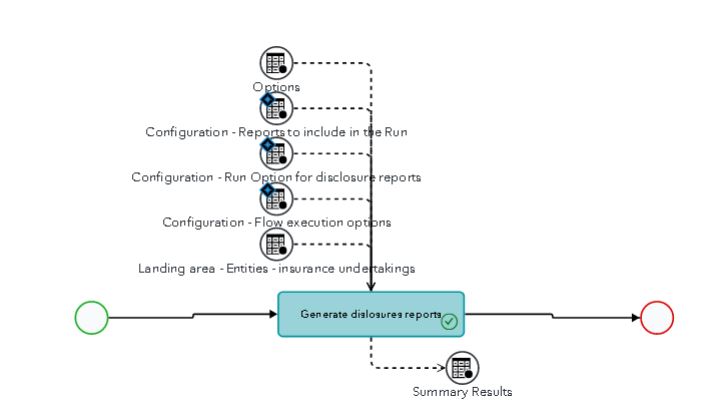 Options
Configuration - Reports to include in the Run
Configuration - Run Option for disclosure reports
Configuration - Flow execution options
Landing area - Entities - insurance undertakings
Generate dislosures reports
Summary Results